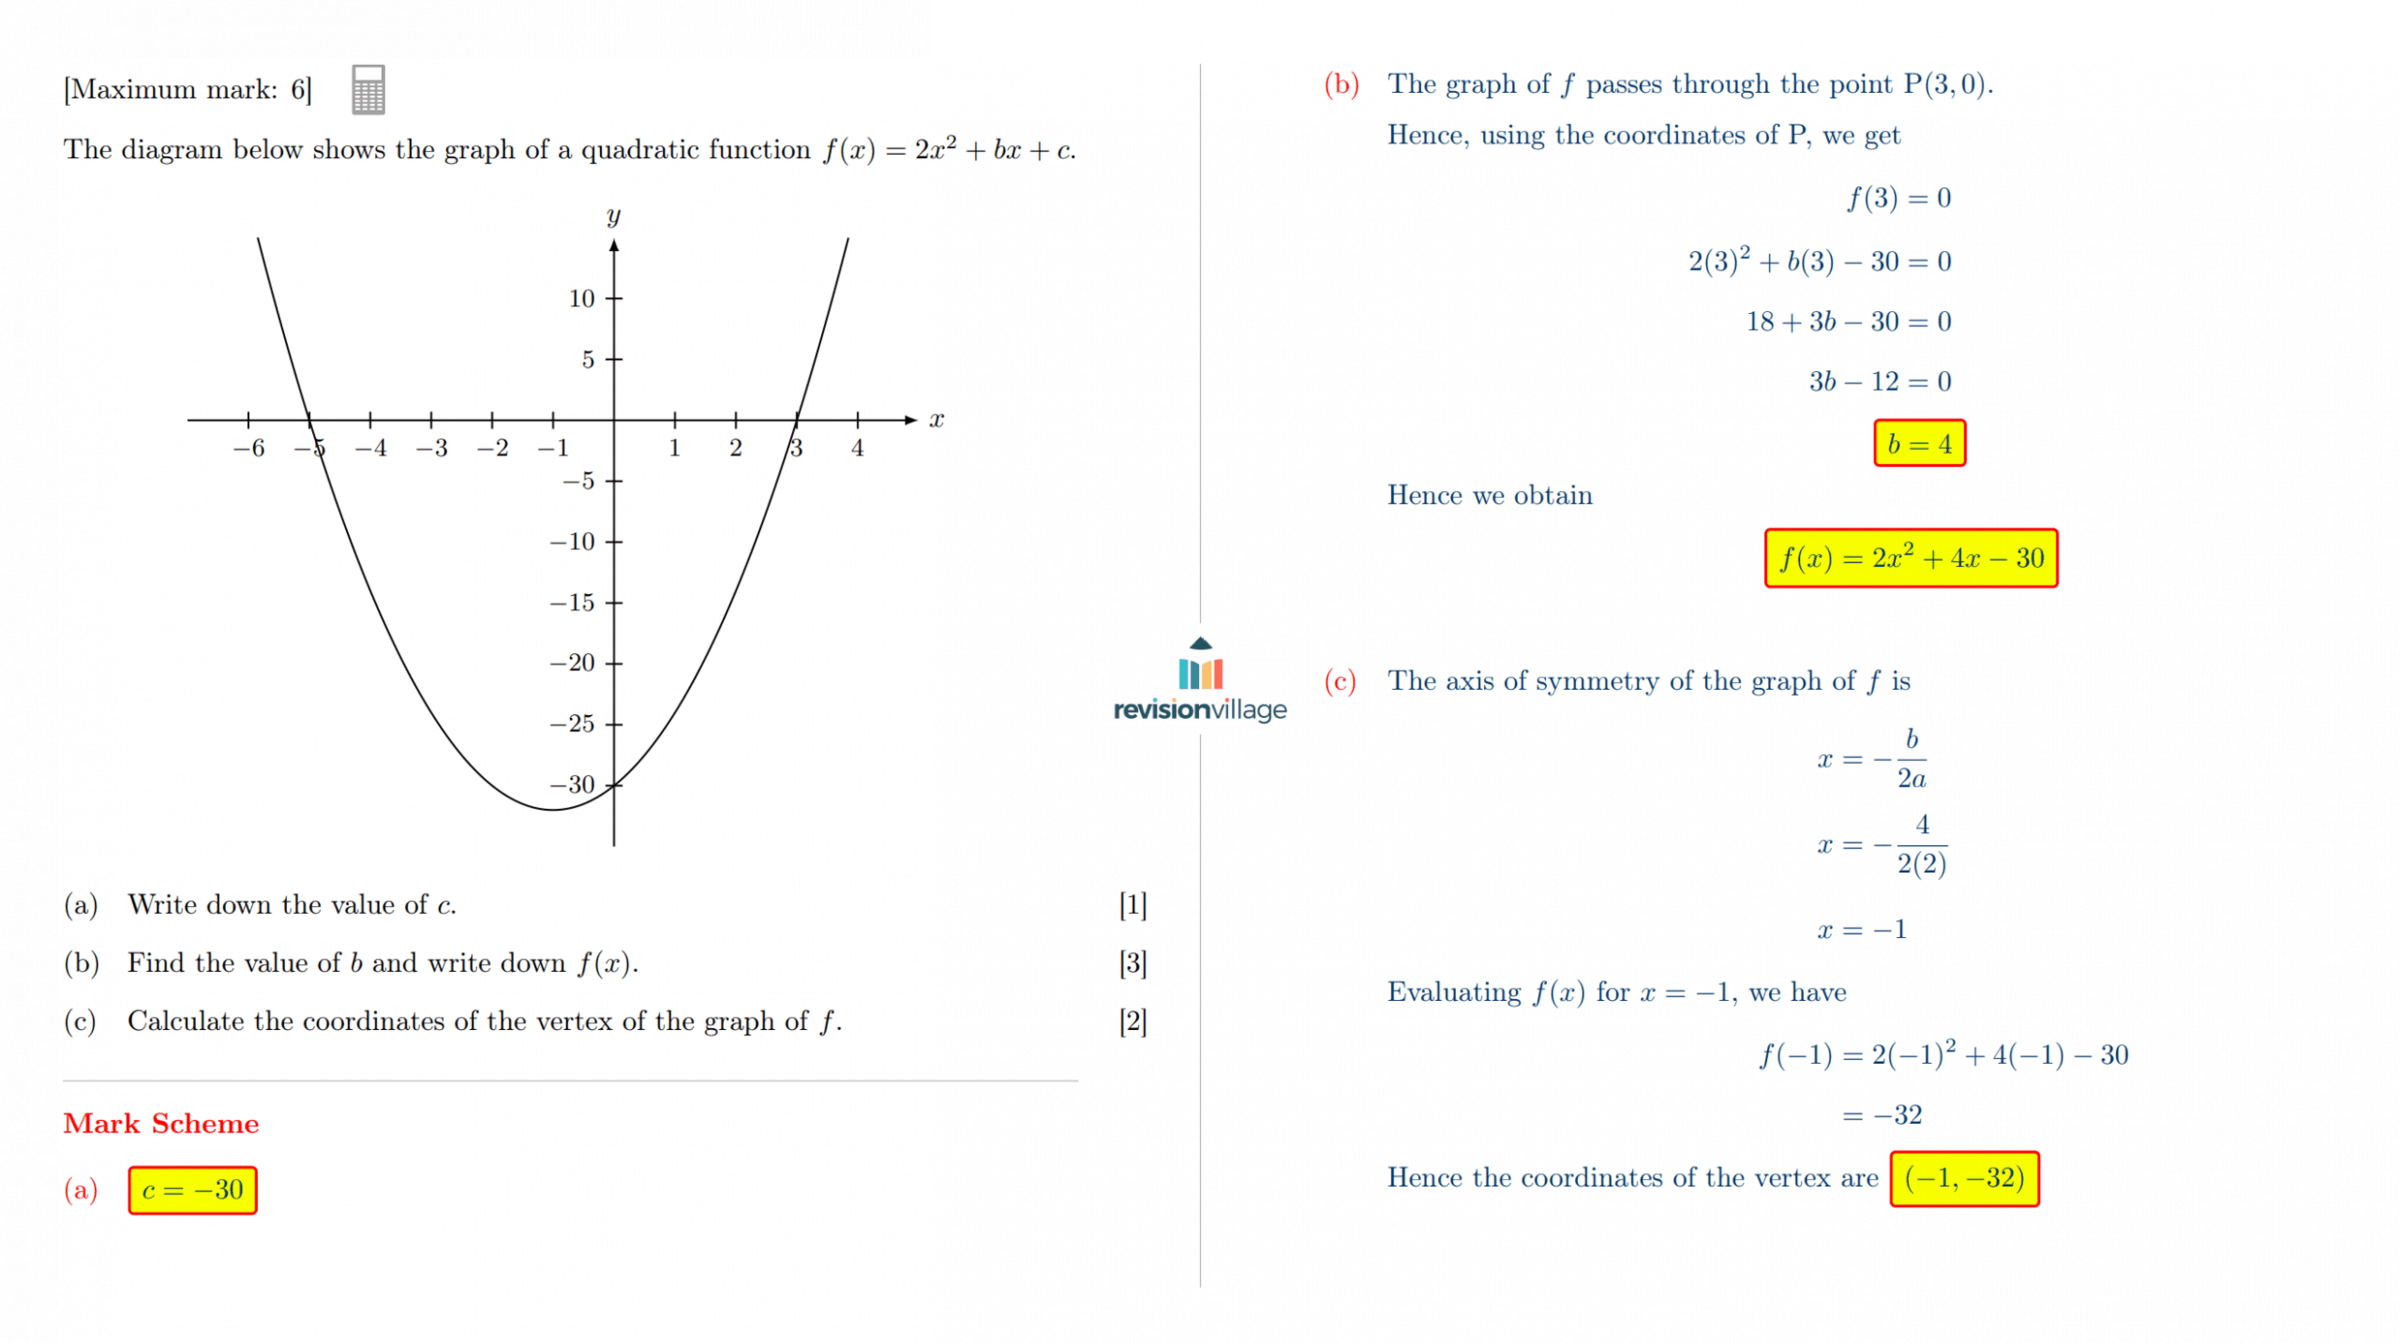 [Maximum mark: 6]
The diagram below shows the graph of a quadratic function f(x) = 2x² + bx + c.
y
10
5
x
−6 −5 −4 −3 −2 −1 1 2 3 4
−5
−10
−15
−20
−25
−30
(a) Write down the value of c. [1]
(b) Find the value of b and write down f(x). [3]
(c) Calculate the coordinates of the vertex of the graph of f. [2]
Mark Scheme
(a) c = −30
revisionvillage
(b) The graph of f passes through the point P(3, 0).
Hence, using the coordinates of P, we get
f(3) = 0
2(3)² + b(3) − 30 = 0
18 + 3b − 30 = 0
3b − 12 = 0
b = 4
Hence we obtain
f(x) = 2x² + 4x − 30
(c) The axis of symmetry of the graph of f is
x = −b/2a
x = −4/2(2)
x = −1
Evaluating f(x) for x = −1, we have
f(−1) = 2(−1)² + 4(−1) − 30
= −32
Hence the coordinates of the vertex are (−1, −32)